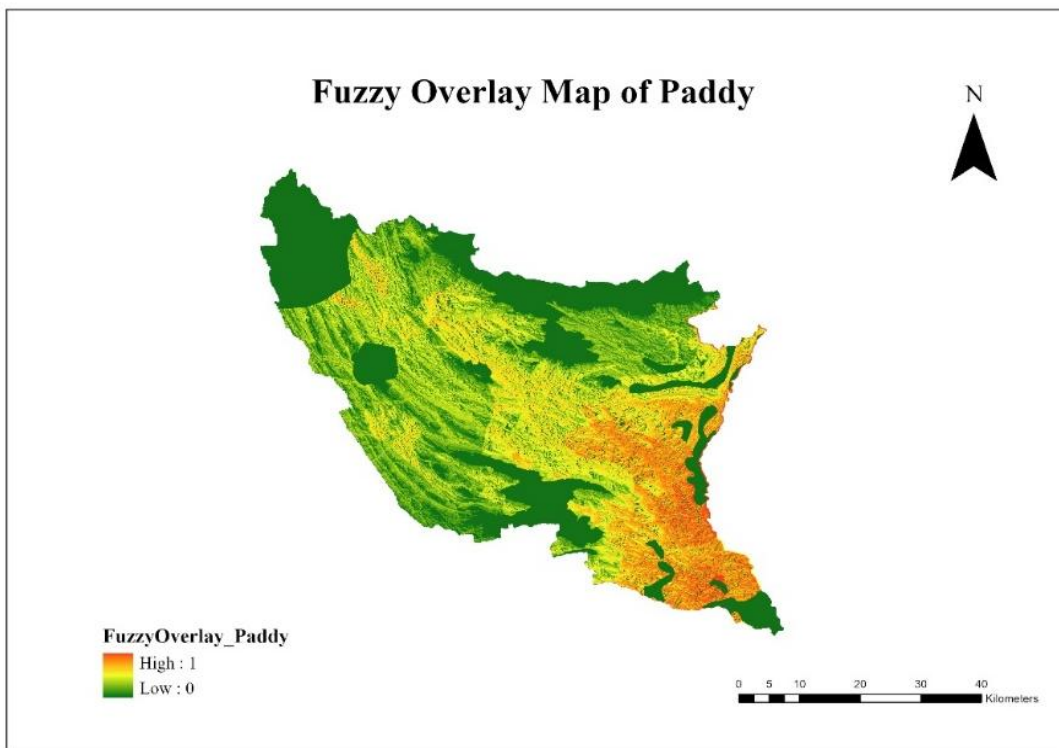 Fuzzy Overlay Map of Paddy
N
FuzzyOverlay_Paddy
High : 1
Low : 0
0 5 10 20 30 40
Kilometers